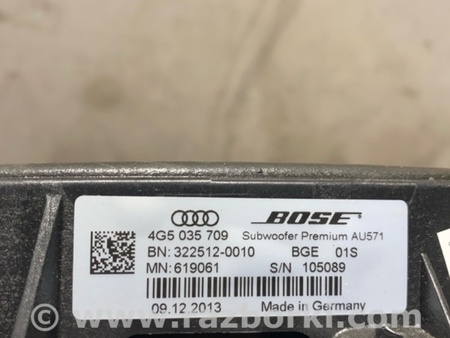 BOSE
4G5 035 709 Subwoofer Premium AU571
BN: 322512-0010 BGE 01S
MN: 619061 S/N 105089
09.12.2013 Made in Germany
© www.razborki.com